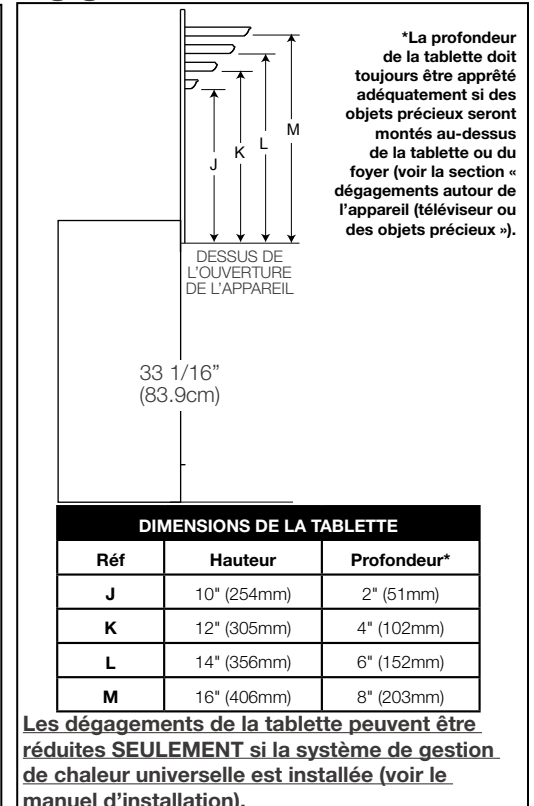 *La profondeur
de la tablette doit
toujours être apprêté
adéquatement si des
objets précieux seront
montés au-dessus
de la tablette ou du
foyer (voir la section «
dégagements autour de
l'appareil (téléviseur ou
des objets précieux »).
M
L
K
J
DESSUS DE
L'OUVERTURE
DE L'APPAREIL
33 1/16”
(83.9cm)
DIMENSIONS DE LA TABLETTE
Réf Hauteur Profondeur*
J 10" (254mm) 2" (51mm)
K 12" (305mm) 4" (102mm)
L 14" (356mm) 6" (152mm)
M 16" (406mm) 8" (203mm)
Les dégagements de la tablette peuvent être
réduites SEULEMENT si la système de gestion
de chaleur universelle est installée (voir le
manuel d'installation).